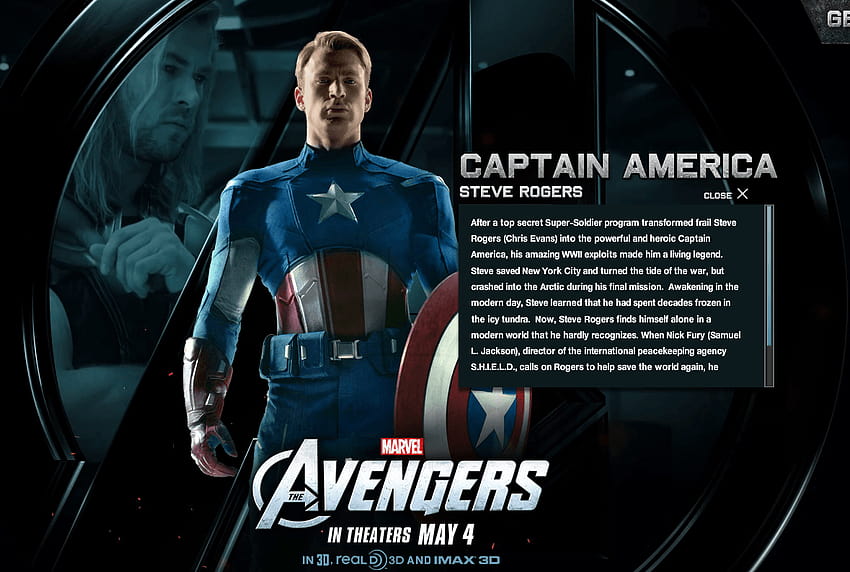 GE
CAPTAIN AMERICA
STEVE ROGERS
CLOSE X
After a top secret Super-Soldier program transformed frail Steve
Rogers (Chris Evans) into the powerful and heroic Captain
America, his amazing WWII exploits made him a living legend.
Steve saved New York City and turned the tide of the war, but
crashed into the Arctic during his final mission. Awakening in the
modern day, Steve learned that he had spent decades frozen in
the icy tundra. Now, Steve Rogers finds himself alone in a
modern world that he hardly recognizes. When Nick Fury (Samuel
L. Jackson), director of the international peacekeeping agency
S.H.I.E.L.D., calls on Rogers to help save the world again, he
MARVEL
THE AVENGERS
IN THEATERS MAY 4
IN 3D, REAL D 3D AND IMAX 3D